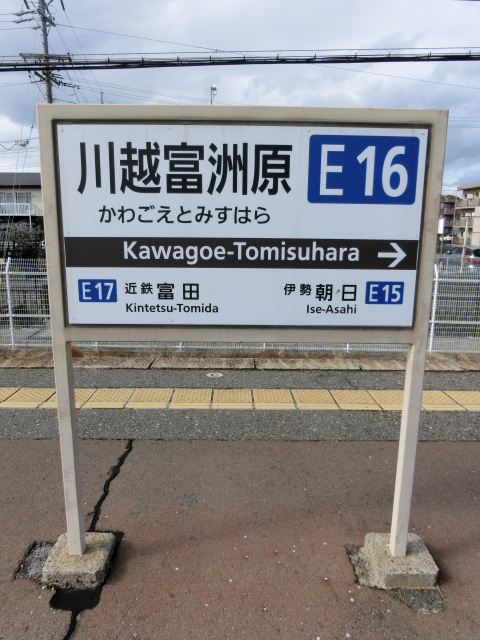 川越富洲原 E16
かわごえとみすはら
Kawagoe-Tomisuhara →
E17 近鉄富田 伊勢朝日 E15
Kintetsu-Tomida Ise-Asahi